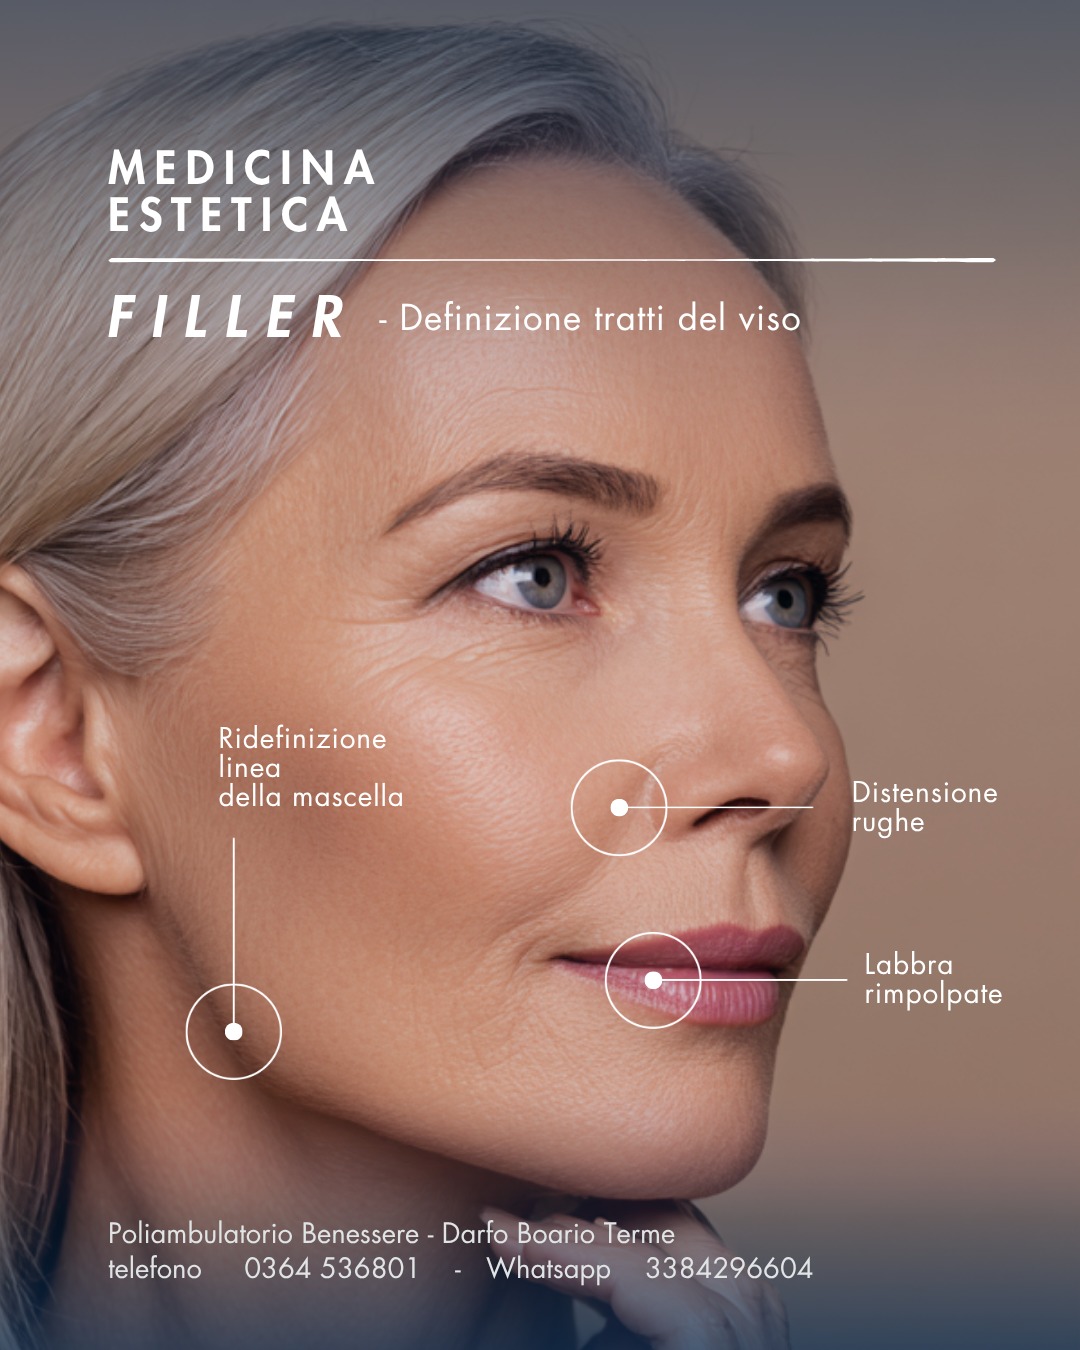 MEDICINA
ESTETICA
FILLER - Definizione tratti del viso
Ridefinizione
linea
della mascella
Distensione
rughe
Labbra
rimpolpate
Poliambulatorio Benessere - Darfo Boario Terme
telefono 0364 536801 - Whatsapp 3384296604